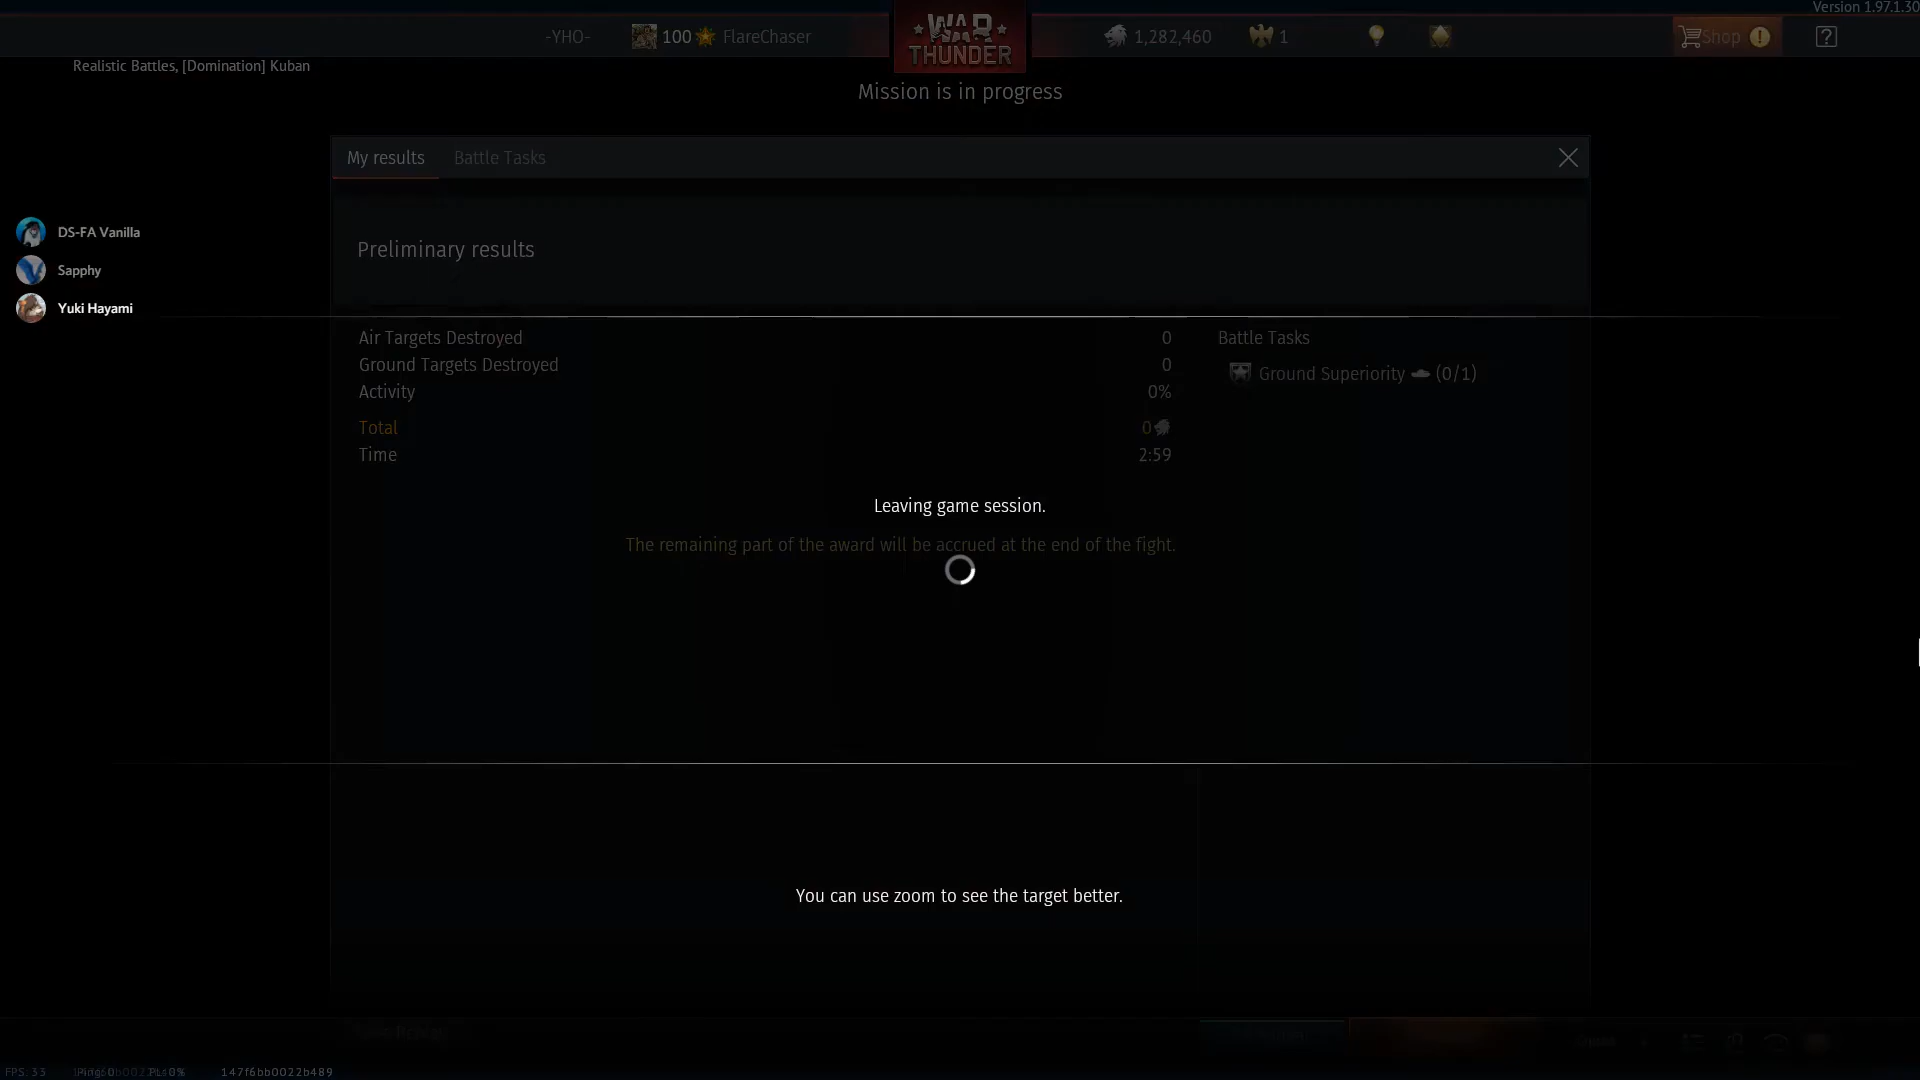 Version 1.97.1.30
-YHO- 100 FlareChaser WAR THUNDER 1,282,460 1 Shop
Realistic Battles, [Domination] Kuban
Mission is in progress
My results Battle Tasks
DS-FA Vanilla
Sapphy
Yuki Hayami
Preliminary results
Air Targets Destroyed 0
Ground Targets Destroyed 0
Activity 0%
Total 0
Time 2:59
Battle Tasks
Ground Superiority (0/1)
Leaving game session.
The remaining part of the award will be accrued at the end of the fight.
You can use zoom to see the target better.
FPS: 33 147f6bb0022b489